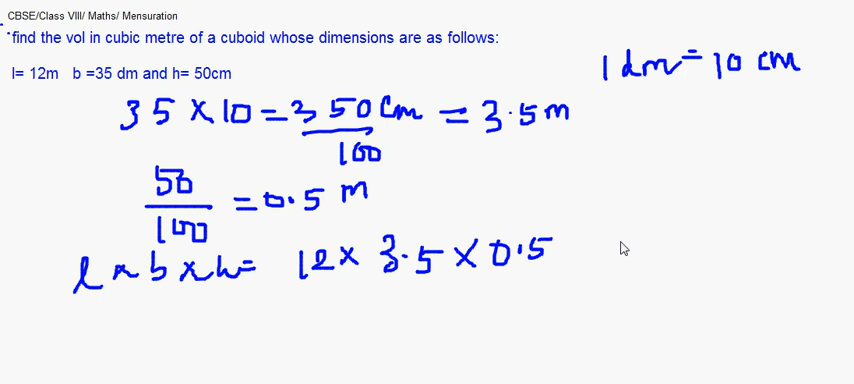 CBSE/Class VIII/ Maths/ Mensuration
find the vol in cubic metre of a cuboid whose dimensions are as follows:
l= 12m b =35 dm and h= 50cm
1 dm = 10 cm
35 × 10 = 350 cm = 3.5 m
100
50
100
= 0.5 m
l × b × h = 12 × 3.5 × 0.5